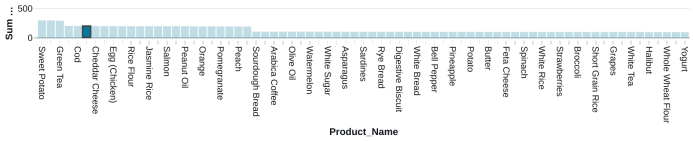 Sum ...
500
0
Sweet Potato
Green Tea
Cod
Cheddar Cheese
Egg (Chicken)
Rice Flour
Jasmine Rice
Salmon
Peanut Oil
Orange
Pomegranate
Peach
Sourdough Bread
Arabica Coffee
Olive Oil
Watermelon
White Sugar
Asparagus
Sardines
Rye Bread
Digestive Biscuit
White Bread
Bell Pepper
Pineapple
Potato
Butter
Feta Cheese
Spinach
White Rice
Strawberries
Broccoli
Short Grain Rice
Grapes
White Tea
Halibut
Whole Wheat Flour
Yogurt
Product_Name